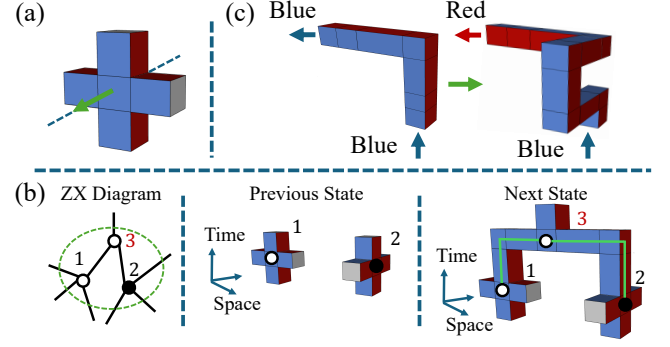 (a)
(c)
Blue
Red
Blue
Blue
(b)
ZX Diagram
Previous State
Next State
1
2
3
Time
Space
1
2
Time
Space
1
2
3